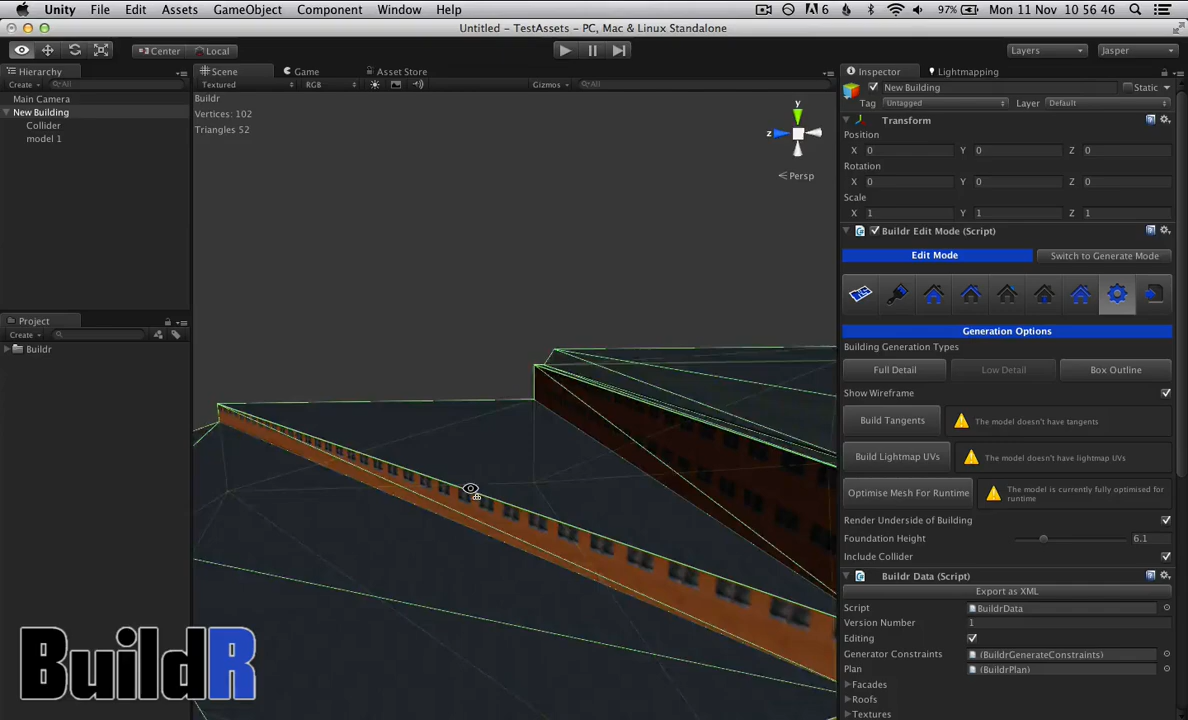 Unity File Edit Assets GameObject Component Window Help 6 97% Mon 11 Nov 10 56 46
Untitled - TestAssets - PC, Mac & Linux Standalone
Center Local Layers Jasper
Hierarchy
Create All
Main Camera
New Building
Collider
model 1
Project
Create
Buildr
BuildR
Scene Game Asset Store
Textured RGB Gizmos All
Buildr
Vertices: 102
Triangles 52
y
z
Persp
Inspector Lightmapping
New Building Static
Tag Untagged Layer Default
Transform
Position
X 0 Y 0 Z 0
Rotation
X 0 Y 0 Z 0
Scale
X 1 Y 1 Z 1
Buildr Edit Mode (Script)
Edit Mode Switch to Generate Mode
Generation Options
Building Generation Types
Full Detail Low Detail Box Outline
Show Wireframe
Build Tangents The model doesn't have tangents
Build Lightmap UVs The model doesn't have lightmap UVs
Optimise Mesh For Runtime The model is currently fully optimised for
runtime
Render Underside of Building
Foundation Height 6.1
Include Collider
Buildr Data (Script)
Export as XML
Script BuildrData
Version Number 1
Editing
Generator Constraints (BuildrGenerateConstraints)
Plan (BuildrPlan)
Facades
Roofs
Textures